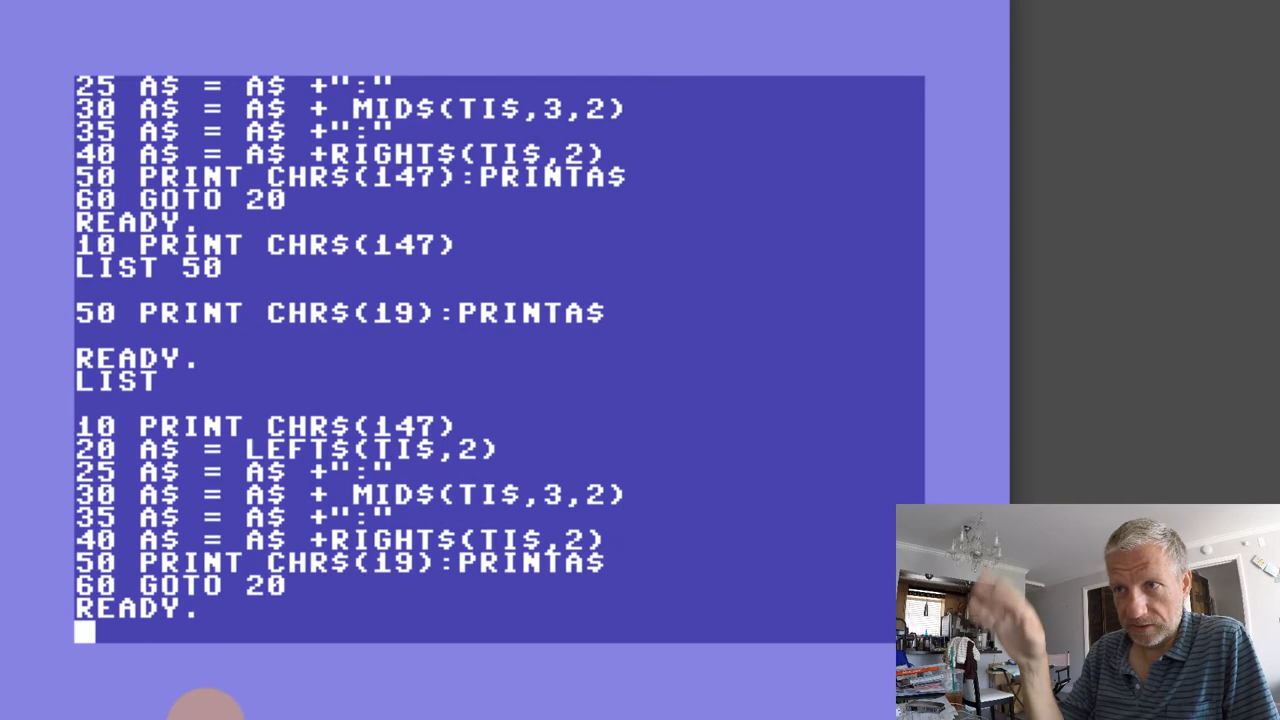 25 A$ = A$ +":"
30 A$ = A$ + MID$(TI$,3,2)
35 A$ = A$ +":"
40 A$ = A$ +RIGHT$(TI$,2)
50 PRINT CHR$(147):PRINTA$
60 GOTO 20
READY.
10 PRINT CHR$(147)
LIST 50
50 PRINT CHR$(19):PRINTA$
READY.
LIST
10 PRINT CHR$(147)
20 A$ = LEFT$(TI$,2)
25 A$ = A$ +":"
30 A$ = A$ + MID$(TI$,3,2)
35 A$ = A$ +":"
40 A$ = A$ +RIGHT$(TI$,2)
50 PRINT CHR$(19):PRINTA$
60 GOTO 20
READY.